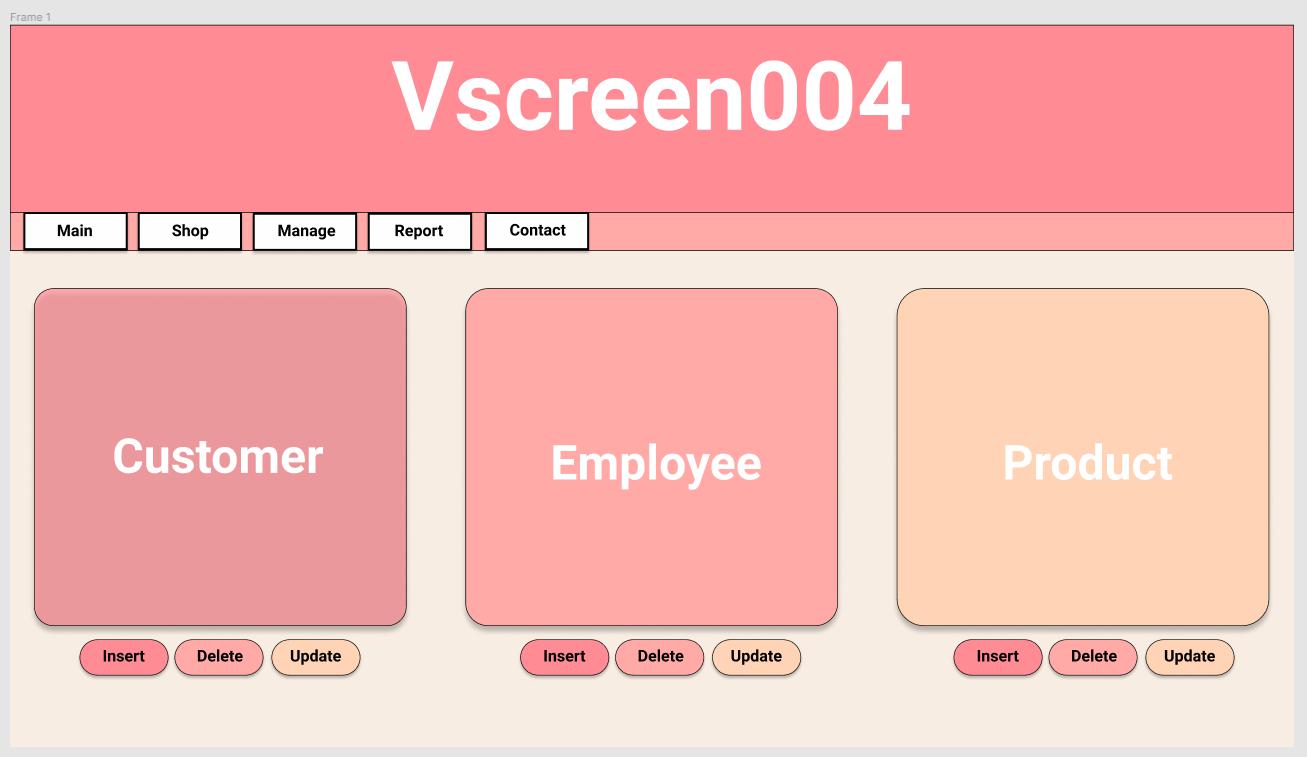 Frame 1
Vscreen004
Main Shop Manage Report Contact
Customer Employee Product
Insert Delete Update Insert Delete Update Insert Delete Update